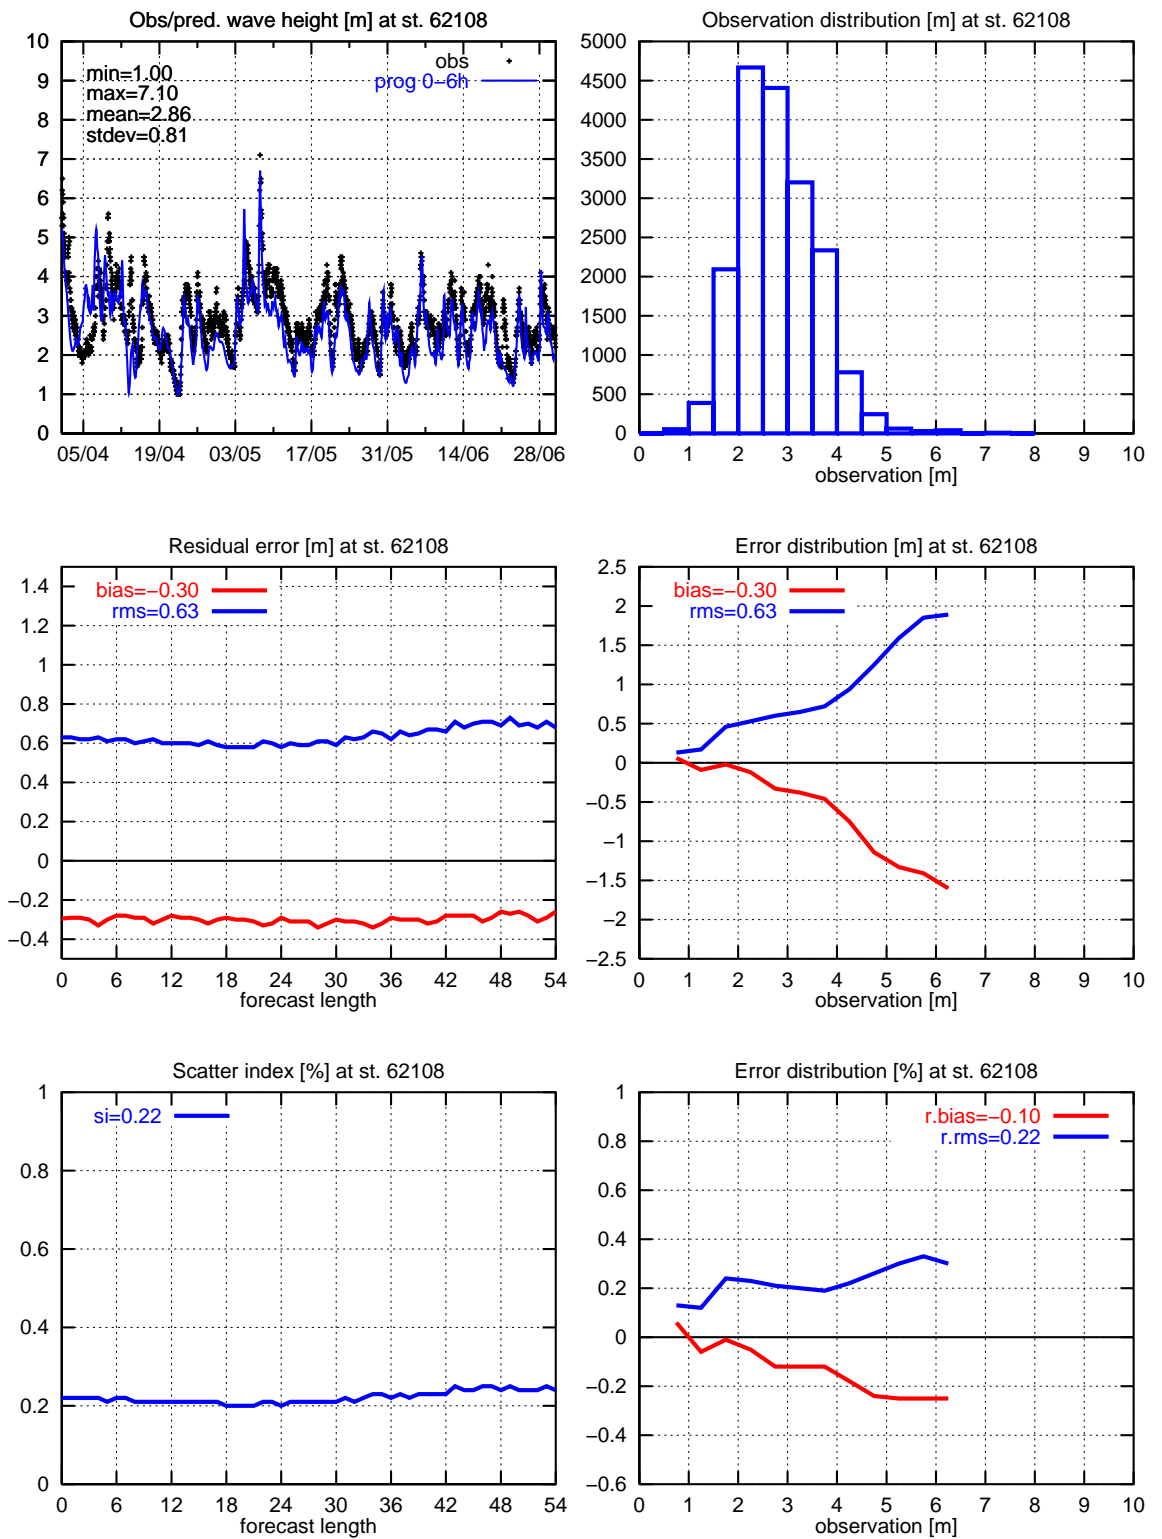 Obs/pred. wave height [m] at st. 62108
10
9
8
7
6
5
4
3
2
1
0
min=1.00
max=7.10
mean=2.86
stdev=0.81
obs
prog 0−6h
05/04 19/04 03/05 17/05 31/05 14/06 28/06
Observation distribution [m] at st. 62108
5000
4500
4000
3500
3000
2500
2000
1500
1000
500
0
0 1 2 3 4 5 6 7 8 9 10
observation [m]
Residual error [m] at st. 62108
1.4
1.2
1
0.8
0.6
0.4
0.2
0
−0.2
−0.4
bias=−0.30
rms=0.63
0 6 12 18 24 30 36 42 48 54
forecast length
Error distribution [m] at st. 62108
2.5
2
1.5
1
0.5
0
−0.5
−1
−1.5
−2
−2.5
bias=−0.30
rms=0.63
0 1 2 3 4 5 6 7 8 9 10
observation [m]
Scatter index [%] at st. 62108
1
0.8
0.6
0.4
0.2
0
si=0.22
0 6 12 18 24 30 36 42 48 54
forecast length
Error distribution [%] at st. 62108
1
0.8
0.6
0.4
0.2
0
−0.2
−0.4
−0.6
r.bias=−0.10
r.rms=0.22
0 1 2 3 4 5 6 7 8 9 10
observation [m]